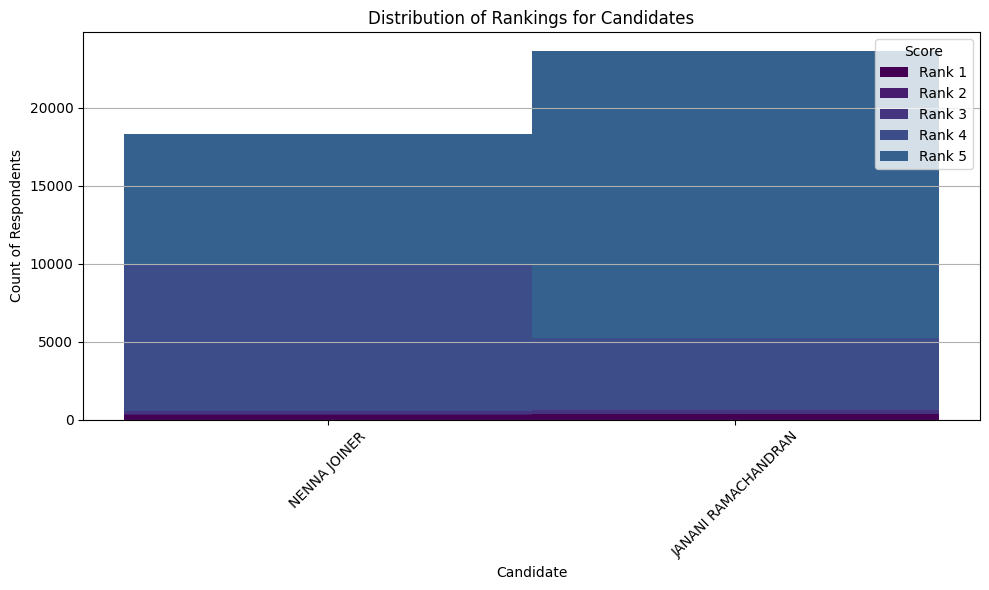 Distribution of Rankings for Candidates
Score
Rank 1
Rank 2
Rank 3
Rank 4
Rank 5
Count of Respondents
20000
15000
10000
5000
0
NENNA JOINER
JANANI RAMACHANDRAN
Candidate